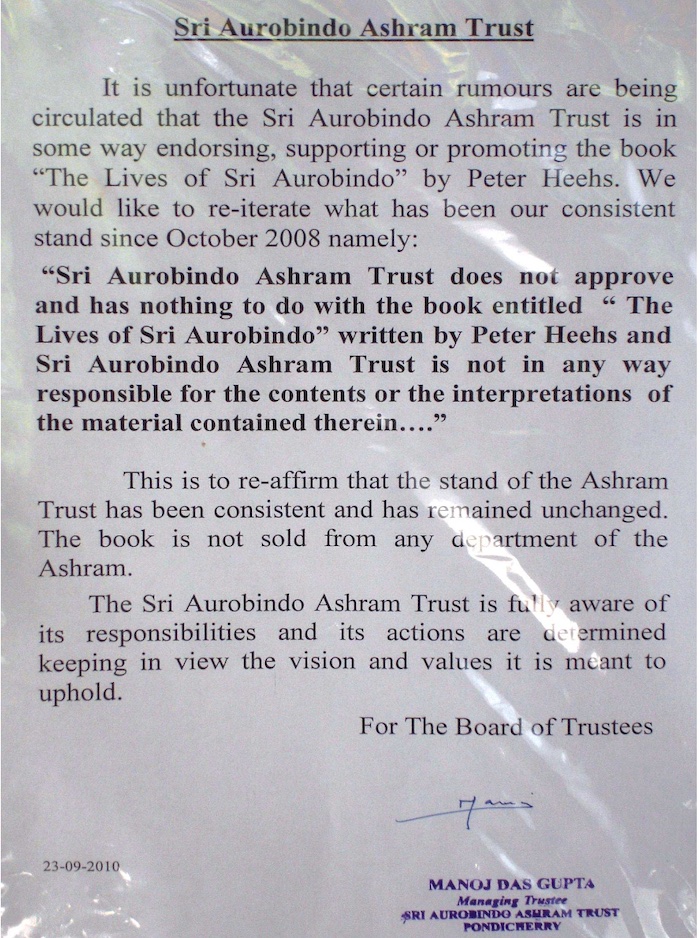 Sri Aurobindo Ashram Trust
It is unfortunate that certain rumours are being
circulated that the Sri Aurobindo Ashram Trust is in
some way endorsing, supporting or promoting the book
“The Lives of Sri Aurobindo” by Peter Heehs. We
would like to re-iterate what has been our consistent
stand since October 2008 namely:
“Sri Aurobindo Ashram Trust does not approve
and has nothing to do with the book entitled “ The
Lives of Sri Aurobindo” written by Peter Heehs and
Sri Aurobindo Ashram Trust is not in any way
responsible for the contents or the interpretations of
the material contained therein….”
This is to re-affirm that the stand of the Ashram
Trust has been consistent and has remained unchanged.
The book is not sold from any department of the
Ashram.
The Sri Aurobindo Ashram Trust is fully aware of
its responsibilities and its actions are determined
keeping in view the vision and values it is meant to
uphold.
For The Board of Trustees
Manoj
23-09-2010
MANOJ DAS GUPTA
Managing Trustee
SRI AUROBINDO ASHRAM TRUST
PONDICHERRY